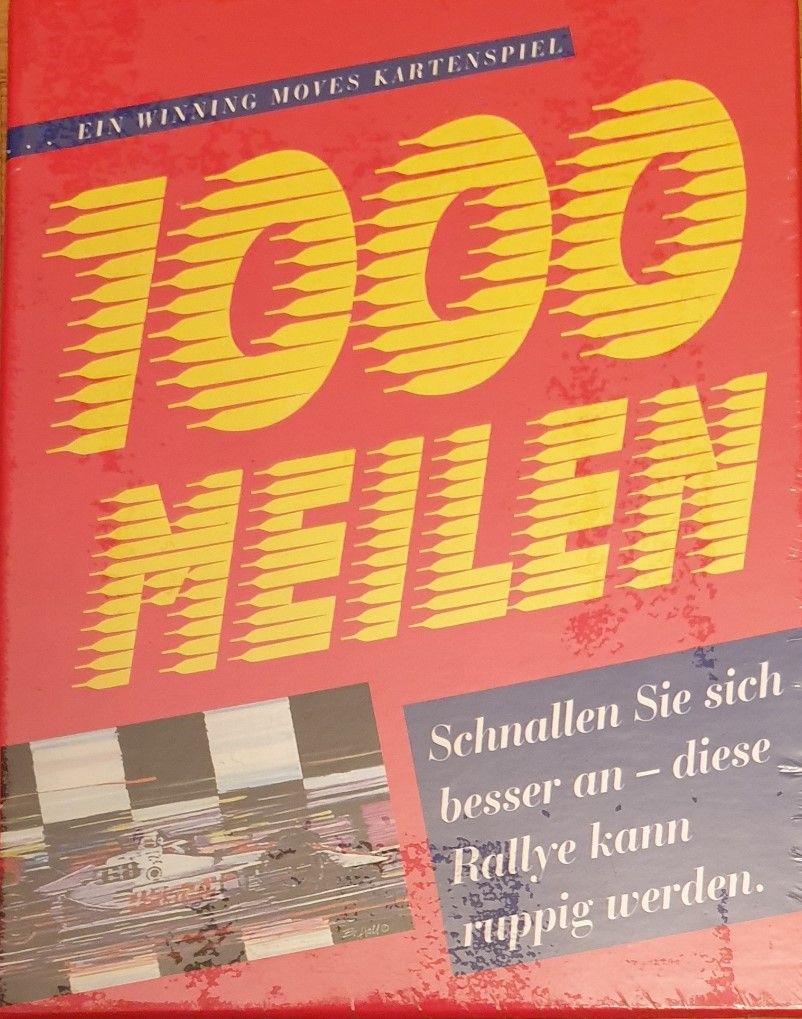 ... EIN WINNING MOVES KARTENSPIEL
1000
MEILEN
Schnallen Sie sich
besser an – diese
Rallye kann
ruppig werden.